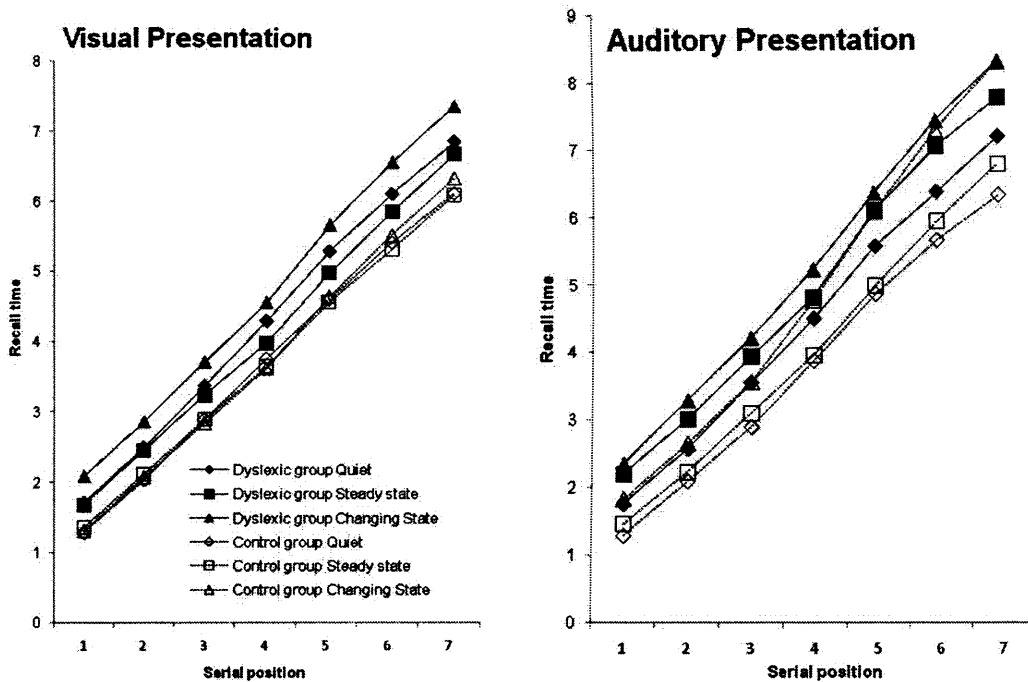 Visual Presentation
8
7
6
5
4
3
2
1
0
Recall time
Dyslexic group Quiet
Dyslexic group Steady state
Dyslexic group Changing State
Control group Quiet
Control group Steady state
Control group Changing State
1 2 3 4 5 6 7
Serial position
Auditory Presentation
9
8
7
6
5
4
3
2
1
0
Recall time
1 2 3 4 5 6 7
Serial position